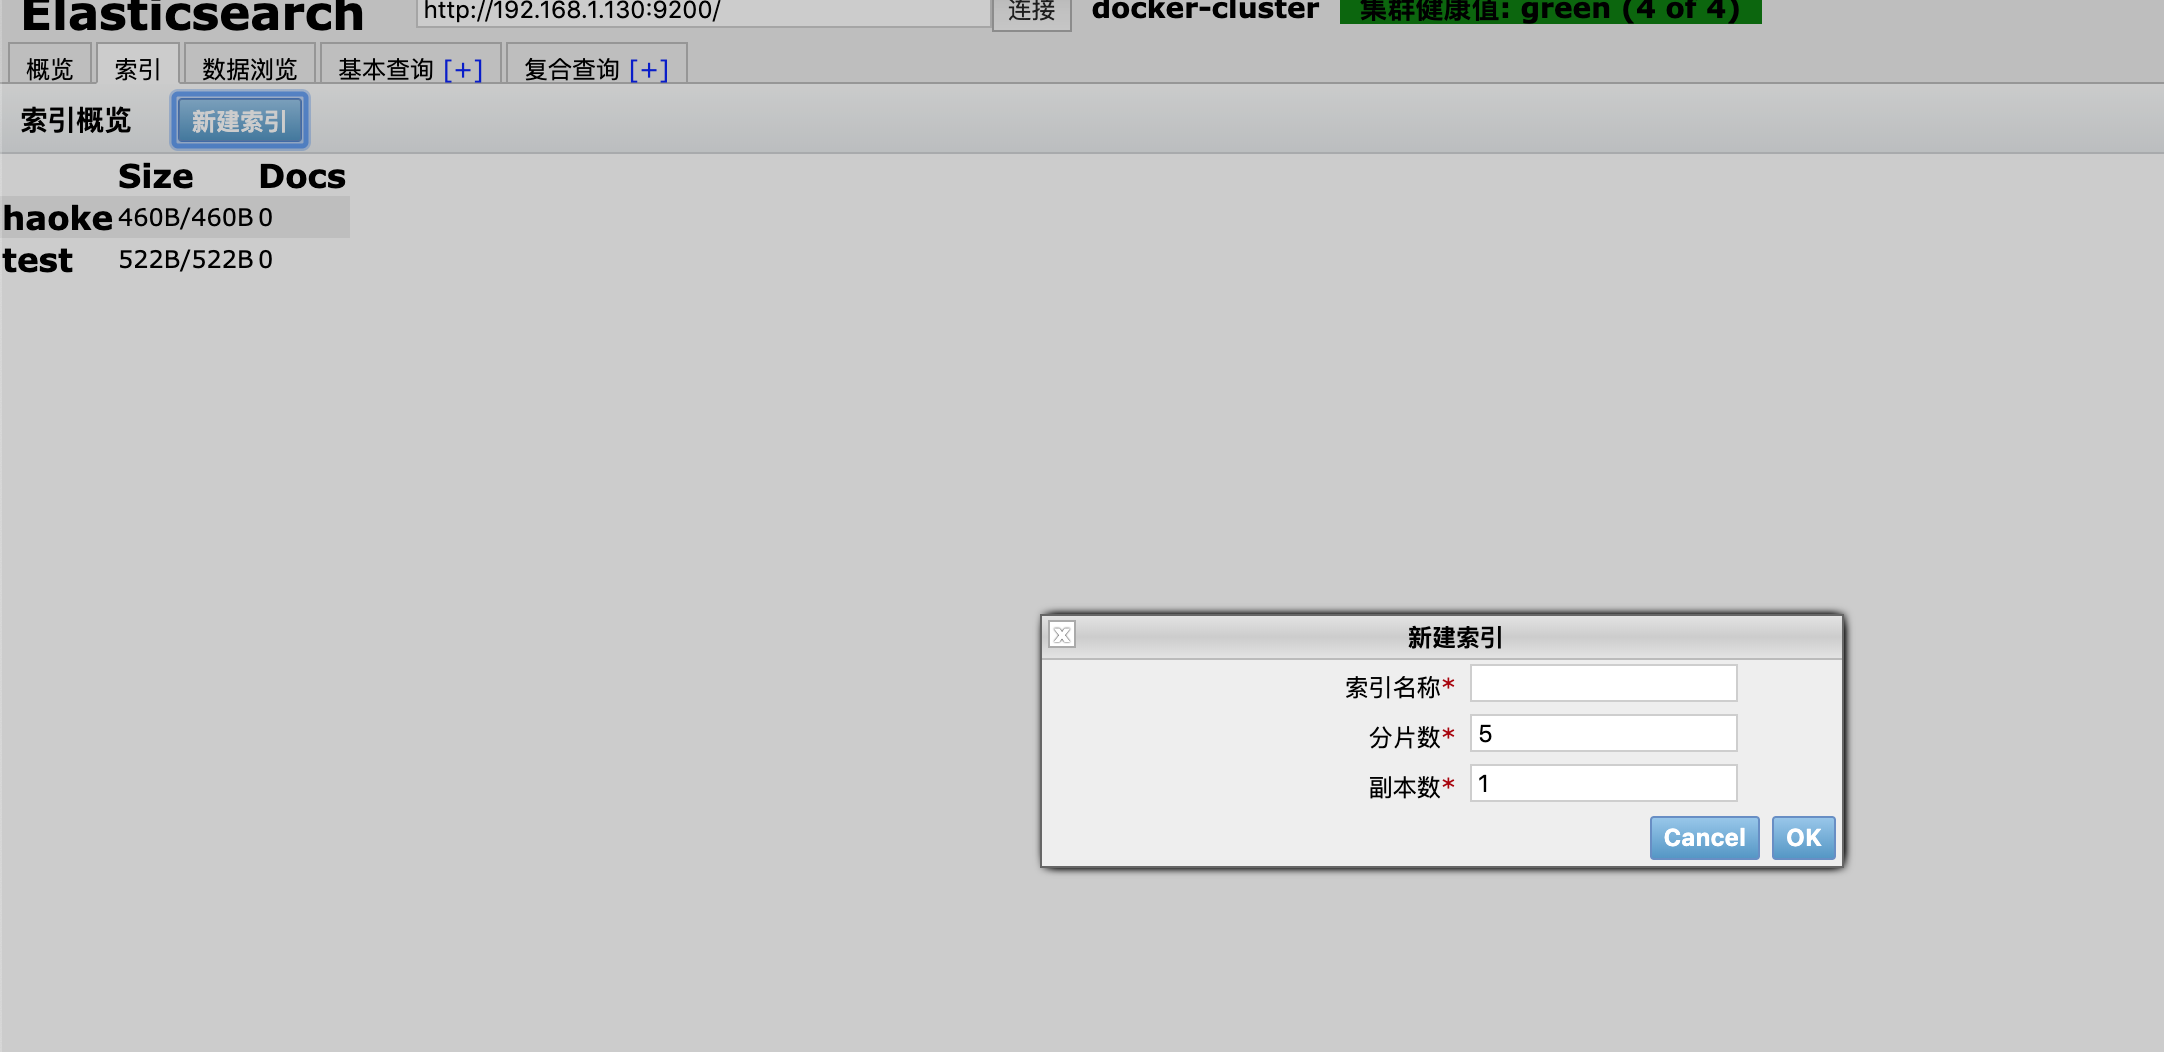 Elasticsearch http://192.168.1.130:9200/ 连接 docker-cluster 集群健康值: green (4 of 4)
概览 索引 数据浏览 基本查询 [+] 复合查询 [+]
索引概览 新建索引
Size Docs
haoke 460B/460B 0
test 522B/522B 0
新建索引
索引名称*
分片数* 5
副本数* 1
Cancel OK